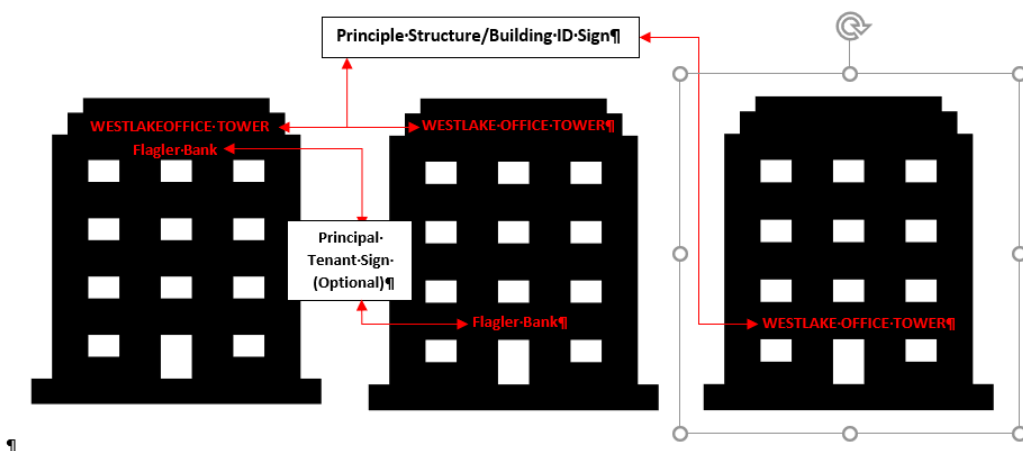 Principle·Structure/Building·ID·Sign¶
WESTLAKEOFFICE·TOWER
Flagler·Bank
WESTLAKE·OFFICE·TOWER¶
Principal·
Tenant·Sign·
(Optional)¶
Flagler·Bank¶
WESTLAKE·OFFICE·TOWER¶
¶